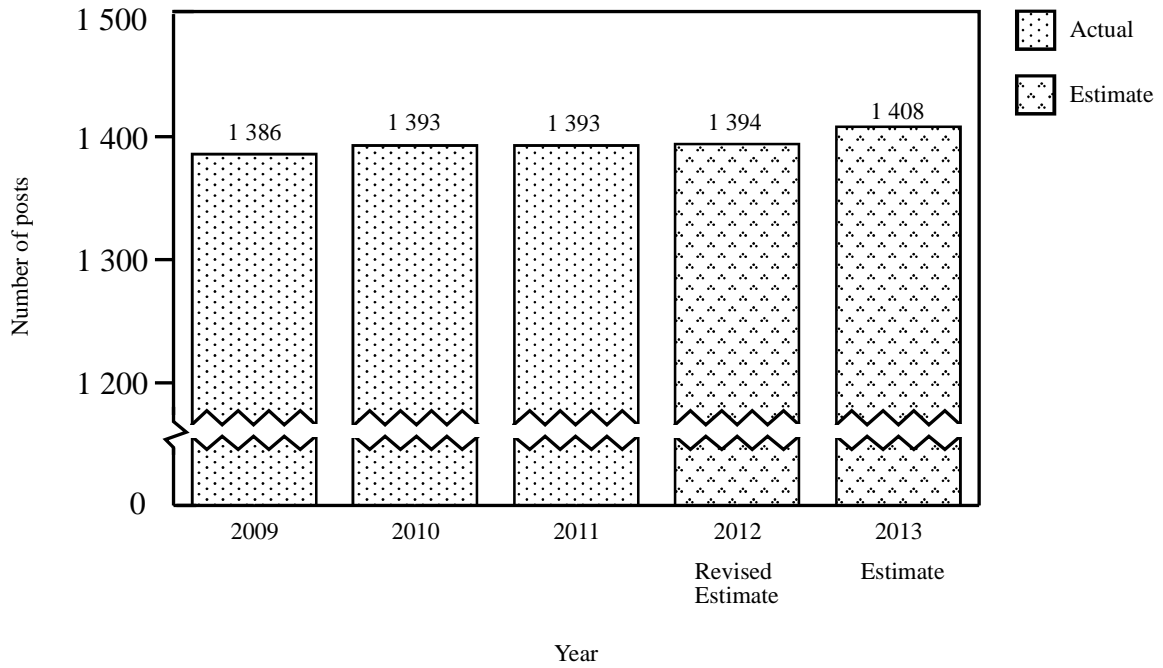 1 500
1 400
1 300
1 200
0
Number of posts
1 386
1 393
1 393
1 394
1 408
2009
2010
2011
2012
2013
Revised
Estimate
Estimate
Year
Actual
Estimate